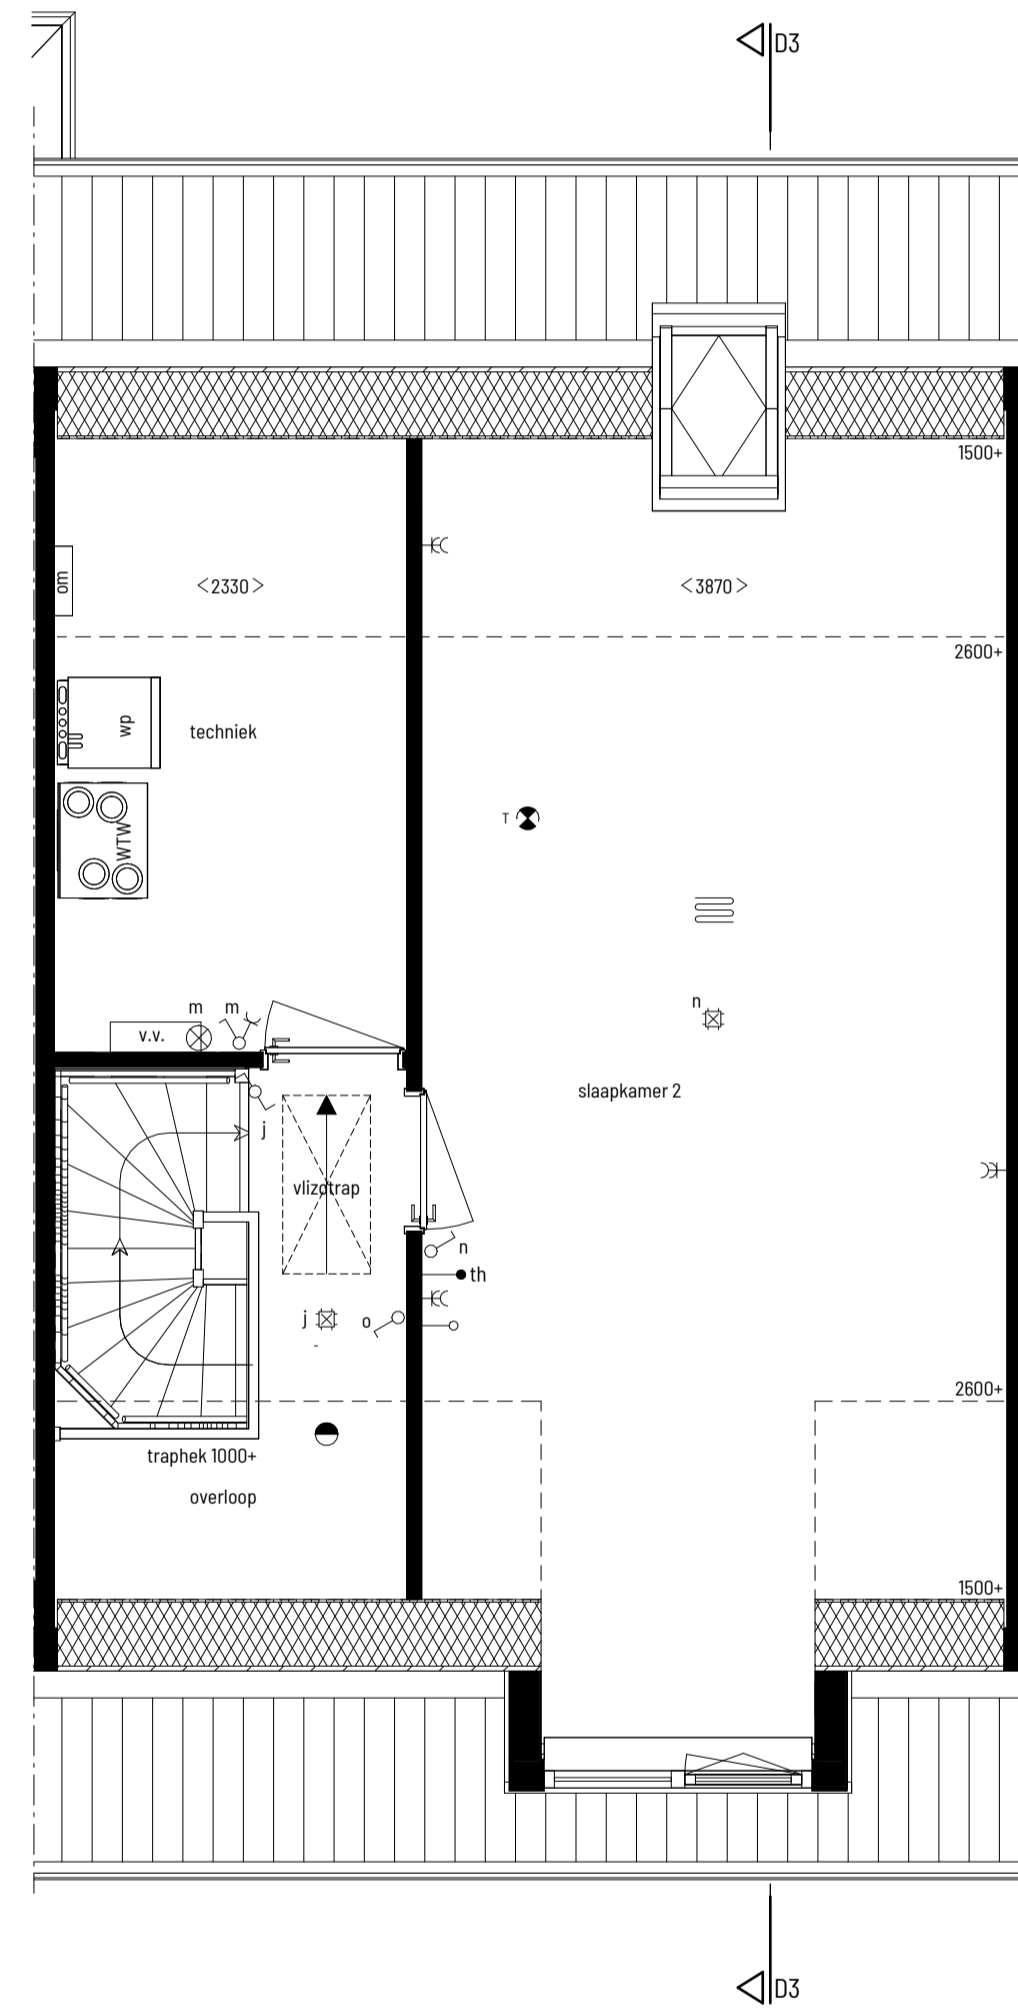 D3
1500+
om
<2330>
<3870>
2600+
wp
techniek
WTW
T
n
m
m
v.v.
slaapkamer 2
j
vlizotrap
n
th
j
o
2600+
traphek 1000+
overloop
1500+
D3